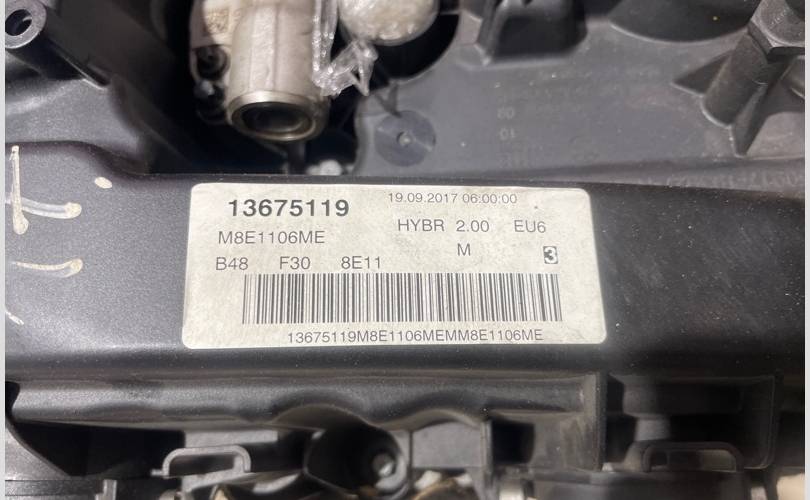 19.09.2017 06:00:00
13675119
HYBR 2.00 EU6
M8E1106ME
M 3
B48 F30 8E11
13675119M8E1106MEMM8E1106ME